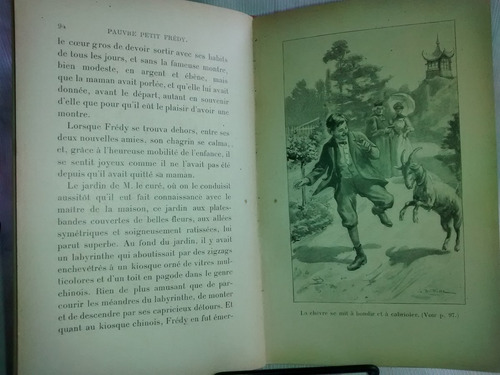 94
PAUVRE PETIT FRÉDY.
le cœur gros de devoir sortir avec ses habits
de tous les jours, et sans la fameuse montre,
bien modeste, en argent et ébène, mais
que la maman avait portée, et qu'elle lui avait
donnée, avant le départ, autant en souvenir
d'elle que pour qu'il eut le plaisir d'avoir une
montre.
Lorsque Frédy se trouva dehors, entre ses
deux nouvelles amies, son chagrin se calma,
et, grâce à l'heureuse mobilité de l'enfance, il
se sentit joyeux comme il ne l'avait pas été
depuis qu'il avait quitté sa maman.
Le jardin de M. le curé, où on le conduisit
aussitôt qu'il eut fait connaissance avec le
maître de la maison, ce jardin aux plates-
bandes couvertes de belles fleurs, aux allées
symétriques et soigneusement ratissées, lui
parut superbe. Au fond du jardin, il y avait
un labyrinthe qui aboutissait par des zigzags
enchevêtrés à un kiosque orné de vitres mul-
ticolores et d'un toit en pagode dans le genre
chinois. Rien de plus amusant que de par-
courir les méandres du labyrinthe, de monter
et de descendre par ses capricieux détours. Et
quant au kiosque chinois, Frédy en fut émer-
La chèvre se mit à bondir et à cabrioler. (Voir p. 97.)